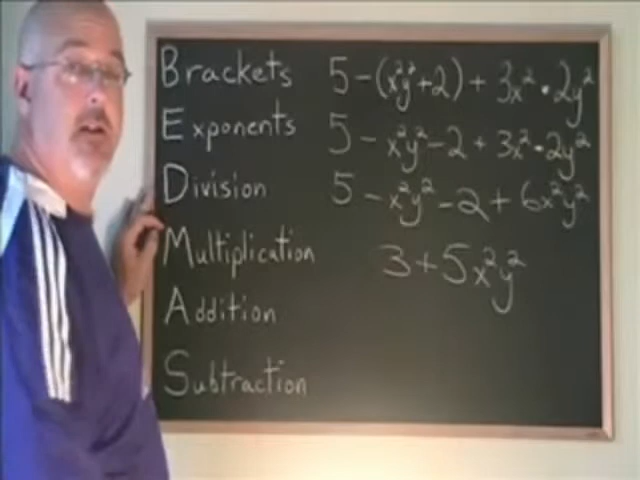 Brackets 5 - (x²y² + 2) + 3x² • 2y²
Exponents 5 - x²y² - 2 + 3x² • 2y²
Division 5 - x²y² - 2 + 6x²y²
Multiplication 3 + 5x²y²
Addition
Subtraction